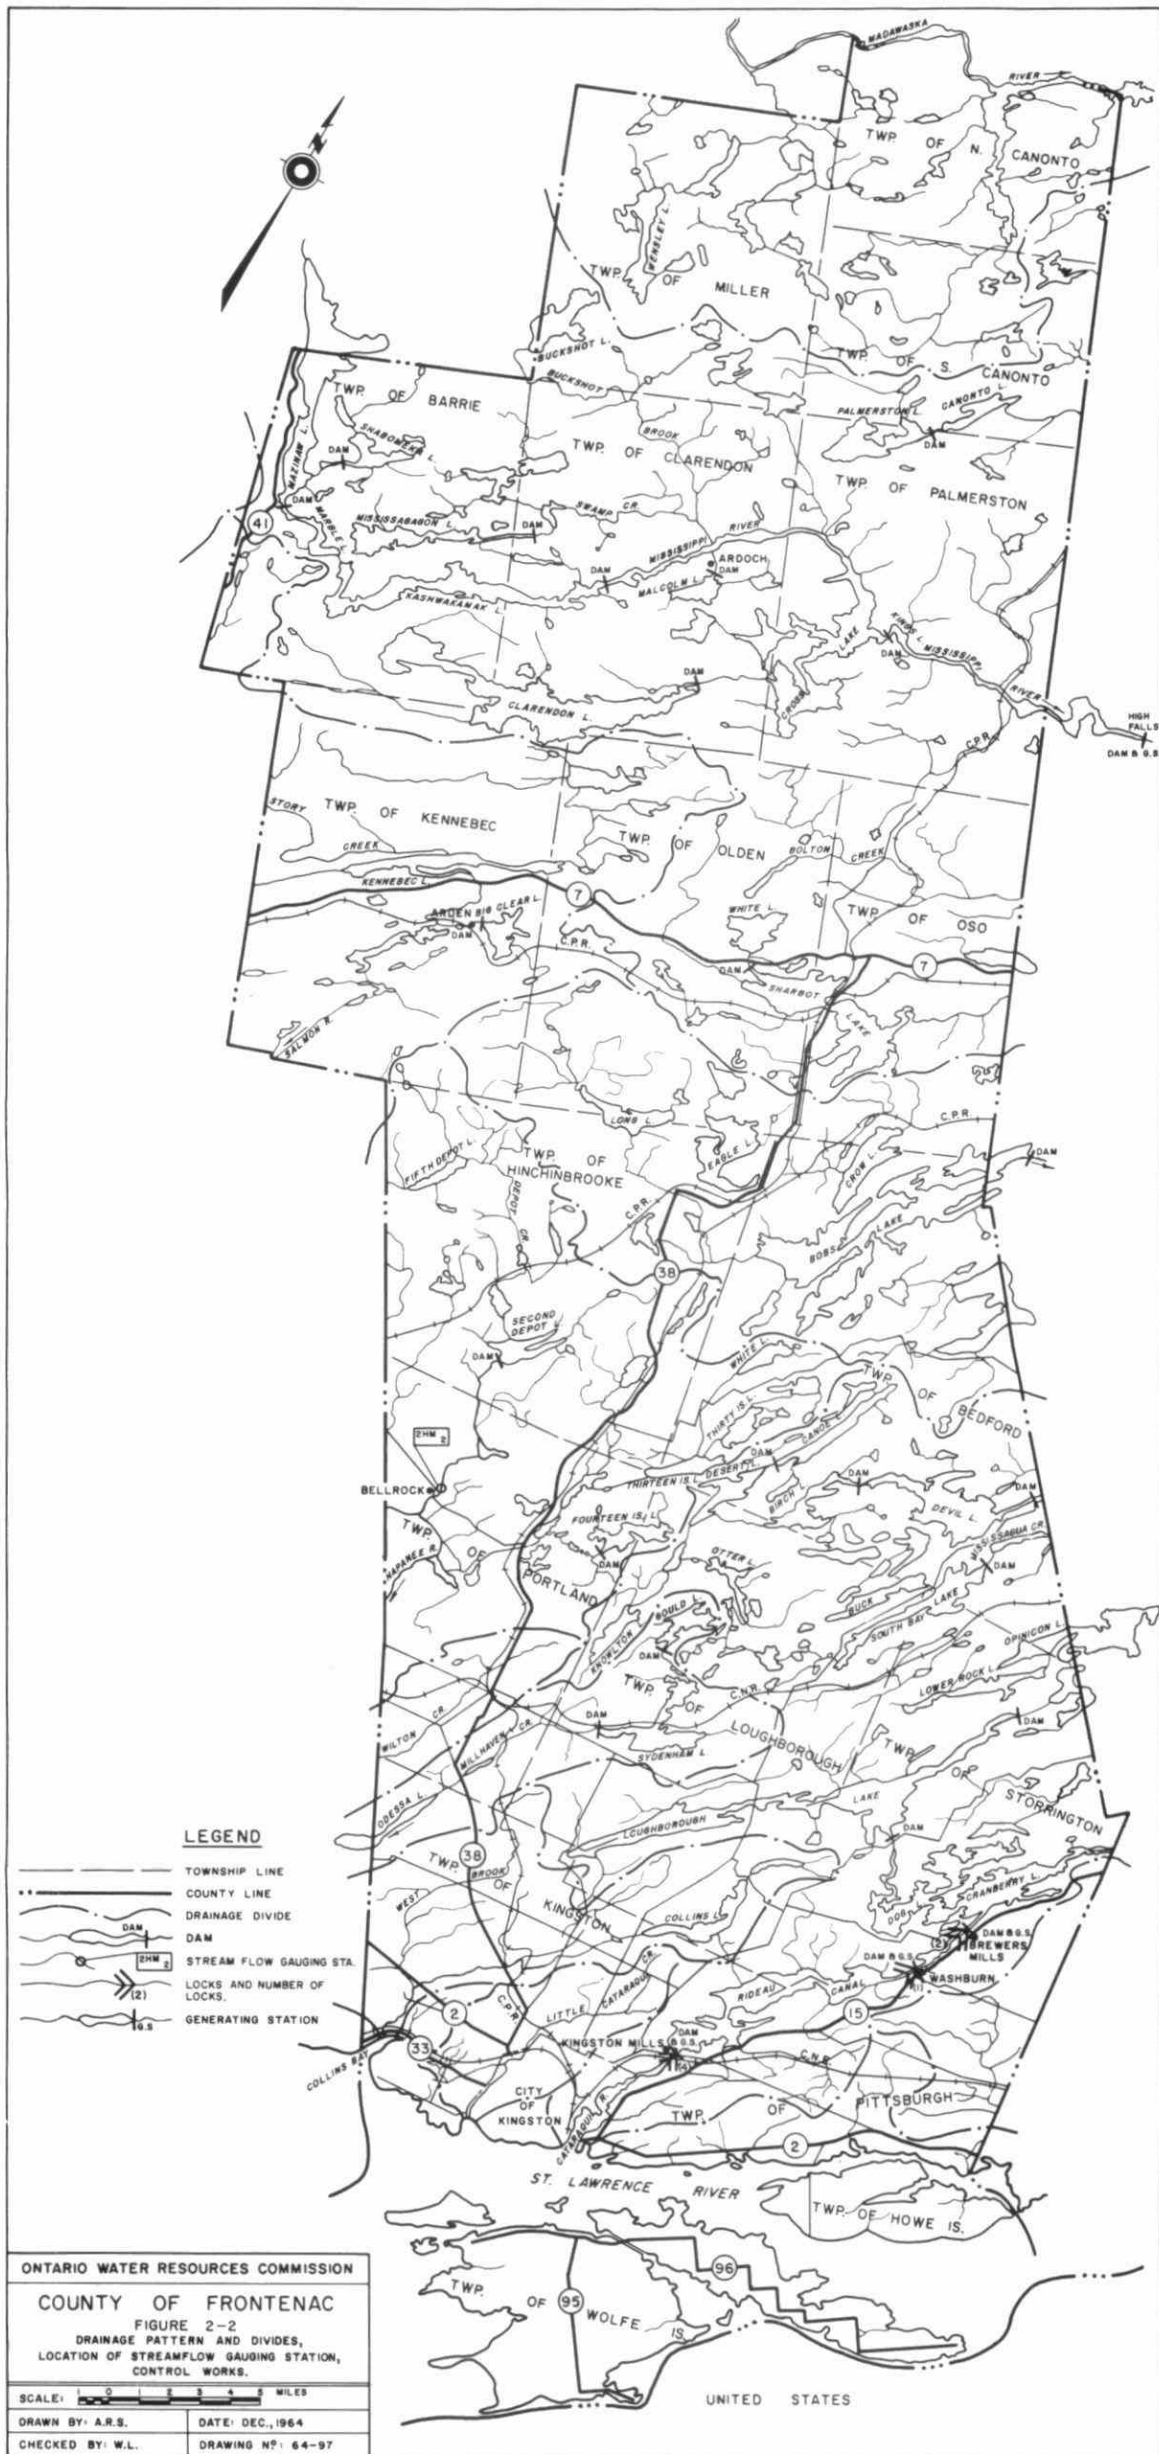 MADAWASKA
RIVER
N
TWP. OF N. CANONTO
WENSLEY L.
TWP. OF MILLER
BUCKSHOT L.
TWP. OF S. CANONTO
BUCKSHOT
BROOK
TWP. OF BARRIE
PALMERSTON L.
CANONTO L.
DAM
MAZINAW L.
SHABOMEKA L.
DAM
TWP. OF CLARENDON
TWP. OF PALMERSTON
DAM
41
MARBLE L.
MISSISSAGAGON L.
DAM
SWAMP CR.
MISSISSIPPI RIVER
ARDOCH
DAM
DAM
MALCOLM L.
KASHWAKAMAK L.
CROSS LAKE
KINGS L.
DAM
MISSISSIPPI
RIVER
DAM
CLARENDON L.
HIGH
FALLS
DAM & G.S.
C.P.R.
STORY
CREEK
TWP. OF KENNEBEC
TWP. OF OLDEN
BOLTON CREEK
KENNEBEC L.
7
ARDEN
BIG CLEAR L.
DAM
WHITE L.
TWP. OF OSO
C.P.R.
DAM
7
SHARBOT
LAKE
SALMON R.
LONG L.
C.P.R.
EAGLE L.
CROW L.
DAM
FIFTH DEPOT L.
TWP. OF
HINCHINBROOKE
DEPOT CR.
C.P.R.
BOBS LAKE
38
SECOND
DEPOT L.
DAM
WHITE L.
TWP. OF BEDFORD
THIRTY IS. L.
CANOE L.
DAM
2HM 2
THIRTEEN IS. L.
DESERT L.
BIRCH L.
DAM
DAM
BELLROCK
DEVIL L.
FOURTEEN IS. L.
MISSISSAGUA CR.
TWP. OF PORTLAND
NAPANEE R.
DAM
OTTER L.
DAM
BUCK
LAKE
SOUTH BAY
GOULD L.
KNOWLTON L.
DAM
OPINICON L.
LOWER ROCK L.
C.N.R.
TWP. OF LOUGHBOROUGH
WILTON CR.
MILLHAVEN CR.
DAM
SYDENHAM L.
DAM
TWP. OF STORRINGTON
ODESSA L.
LOUGHBOROUGH
LAKE
DAM
38
TWP. OF KINGSTON
WEST
BROOK
CRANBERRY L.
DOG L.
COLLINS L.
DAM & G.S.
(2)
BREWERS
MILLS
DAM & G.S.
WASHBURN
(1)
RIDEAU
CANAL
LITTLE CATARAQUI CR.
C.P.R.
2
15
33
COLLINS BAY
KINGSTON MILLS
DAM
& G.S.
(4)
C.N.R.
CITY
OF
KINGSTON
CATARAQUI R.
TWP. OF PITTSBURGH
2
ST. LAWRENCE RIVER
TWP. OF HOWE IS.
TWP. OF WOLFE IS.
95
96
UNITED STATES
LEGEND
TOWNSHIP LINE
COUNTY LINE
DRAINAGE DIVIDE
DAM
DAM
2HM 2
STREAM FLOW GAUGING STA.
(2)
LOCKS AND NUMBER OF
LOCKS.
G.S
GENERATING STATION
ONTARIO WATER RESOURCES COMMISSION
COUNTY OF FRONTENAC
FIGURE 2-2
DRAINAGE PATTERN AND DIVIDES,
LOCATION OF STREAMFLOW GAUGING STATION,
CONTROL WORKS.
SCALE: 1 0 1 2 3 4 5 MILES
DRAWN BY: A.R.S.
DATE: DEC., 1964
CHECKED BY: W.L.
DRAWING Nº: 64-97